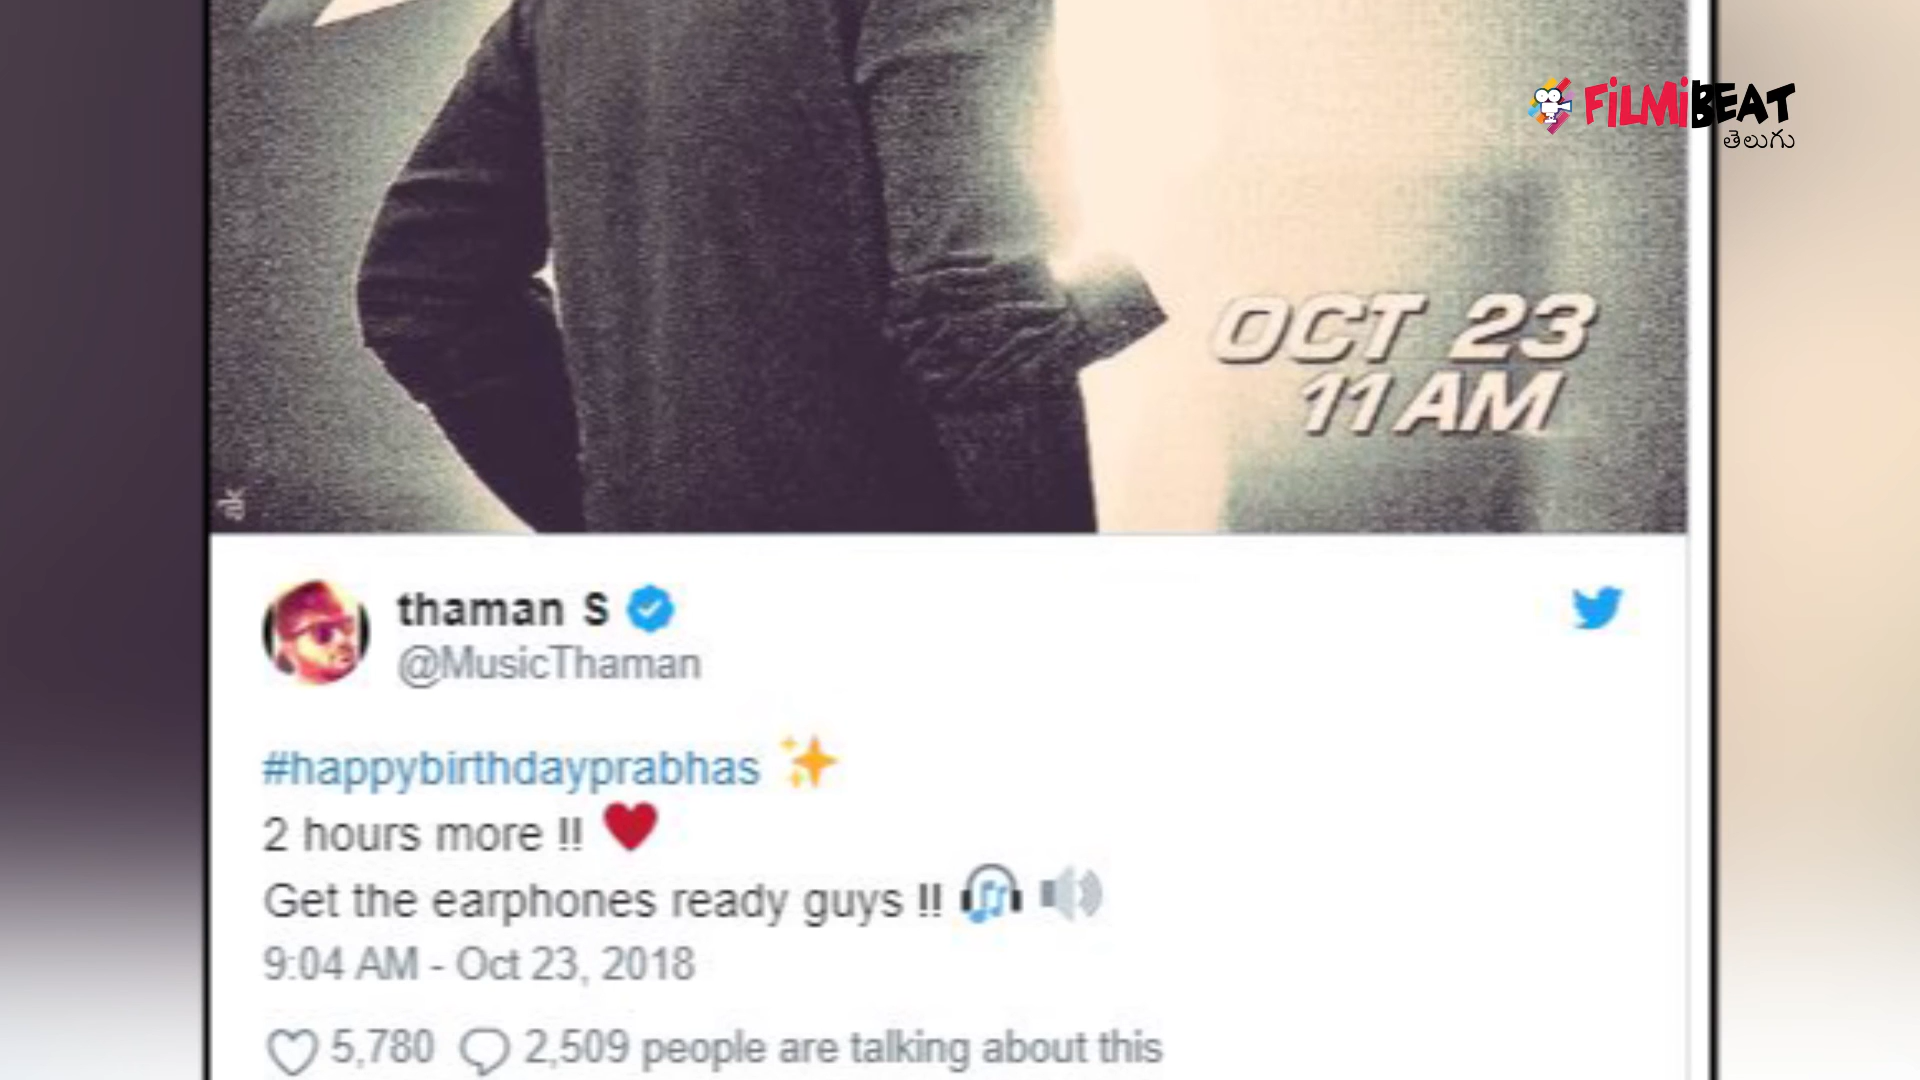 FiLMiBEAT
తెలుగు
OCT 23
11 AM
thaman S
@MusicThaman
#happybirthdayprabhas ✨
2 hours more !! ❤
Get the earphones ready guys !! 🎧 🔊
9:04 AM - Oct 23, 2018
5,780 2,509 people are talking about this